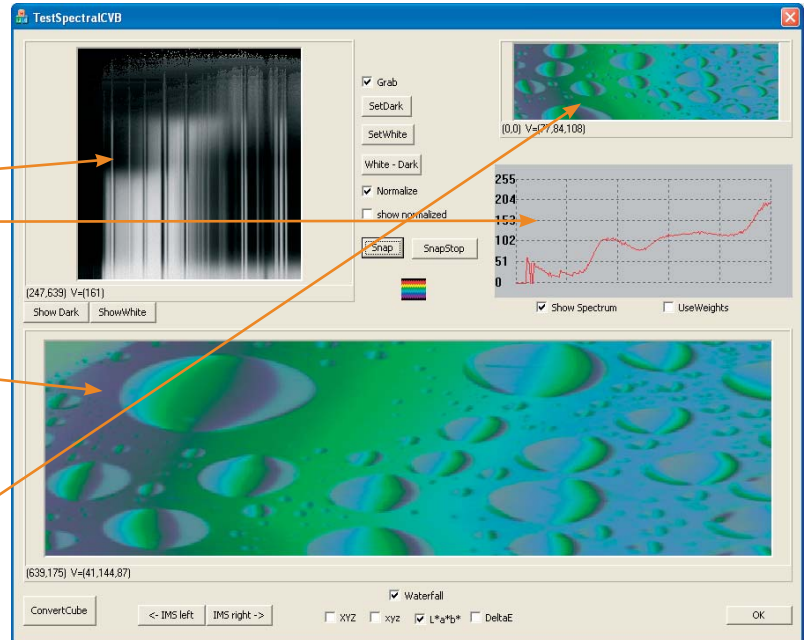 TestSpectralCVB
Grab
SetDark
SetWhite
White - Dark
Normalize
show normalized
Snap SnapStop
(247,639) V=(161)
Show Dark ShowWhite
(0,0) V=(77,84,108)
255
204
153
102
51
0
Show Spectrum UseWeights
(639,175) V=(41,144,87)
Waterfall
ConvertCube <- IMS left IMS right -> XYZ xyz L*a*b* DeltaE OK